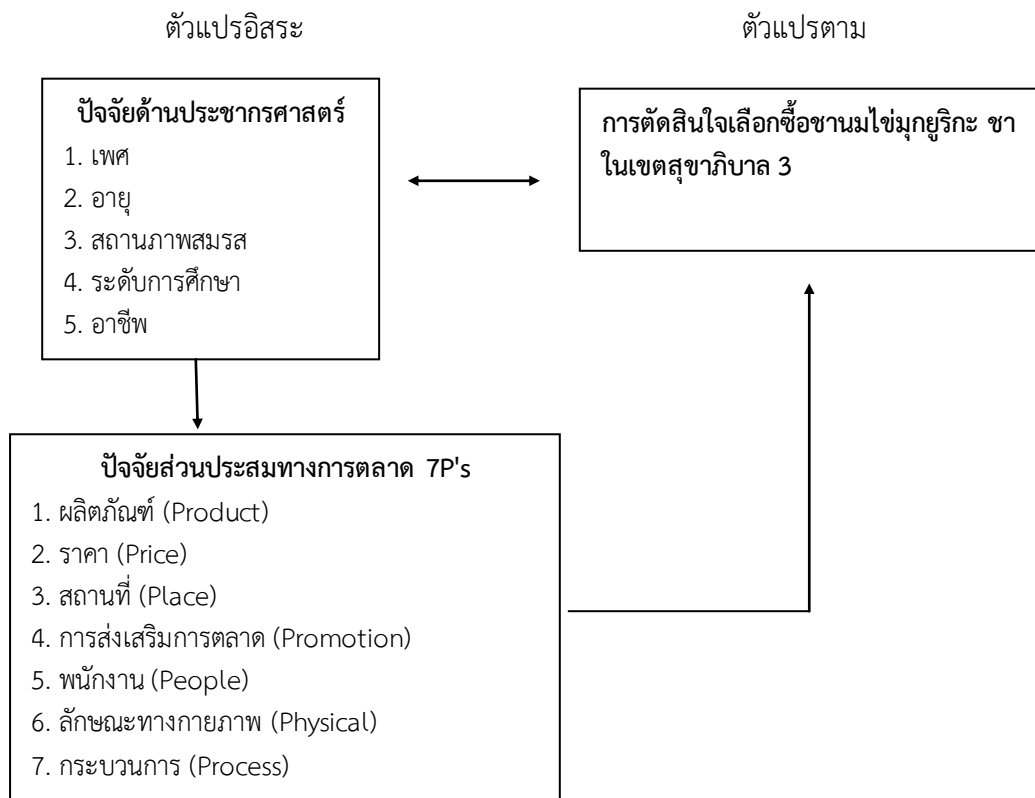 ตัวแปรอิสระ
ตัวแปรตาม
ปัจจัยด้านประชากรศาสตร์
1. เพศ
2. อายุ
3. สถานภาพสมรส
4. ระดับการศึกษา
5. อาชีพ
การตัดสินใจเลือกซื้อชานมไข่มุกยูริกะ ชา
ในเขตสุขาภิบาล 3
ปัจจัยส่วนประสมทางการตลาด 7P's
1. ผลิตภัณฑ์ (Product)
2. ราคา (Price)
3. สถานที่ (Place)
4. การส่งเสริมการตลาด (Promotion)
5. พนักงาน (People)
6. ลักษณะทางกายภาพ (Physical)
7. กระบวนการ (Process)